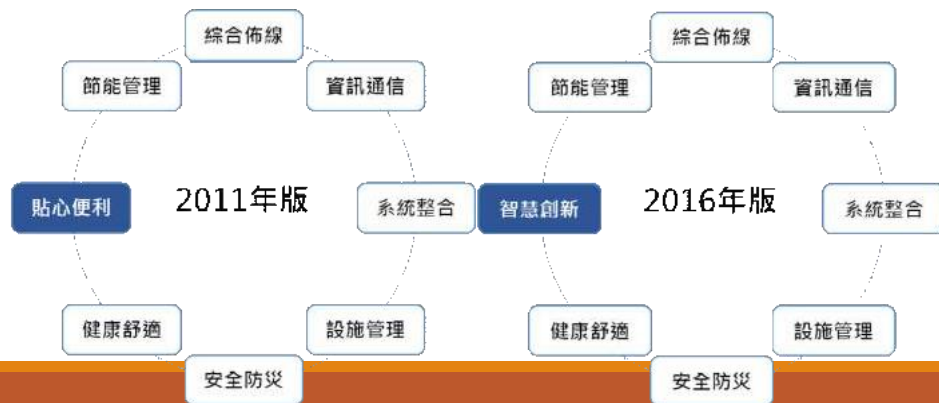 綜合佈線
資訊通信
系統整合
設施管理
安全防災
健康舒適
貼心便利
節能管理
2011年版
綜合佈線
資訊通信
系統整合
設施管理
安全防災
健康舒適
智慧創新
節能管理
2016年版